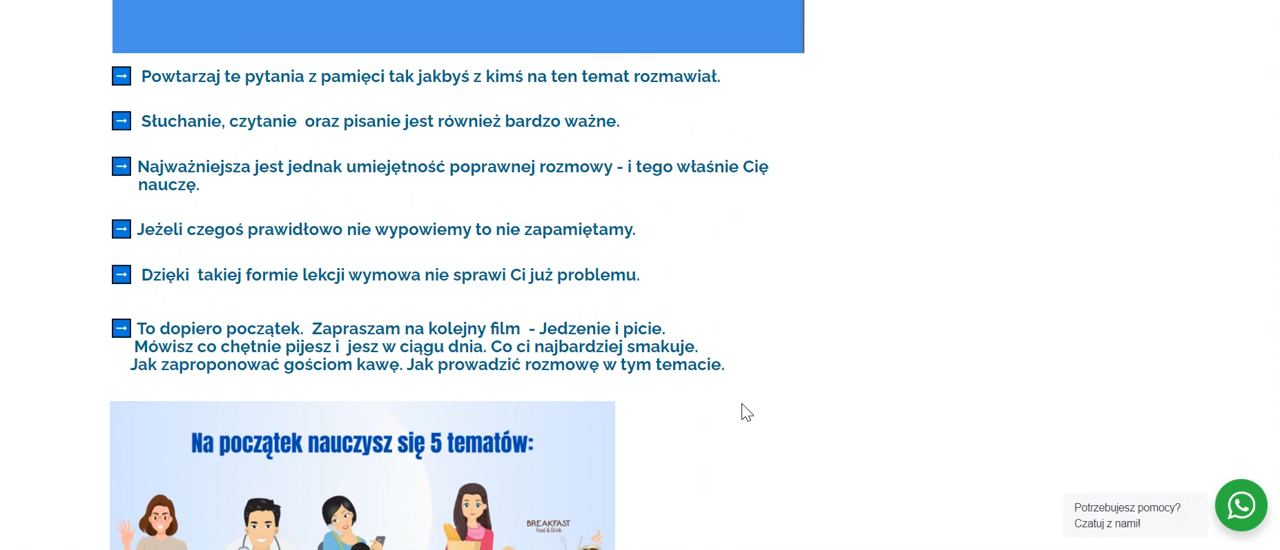 Powtarzaj te pytania z pamięci tak jakbyś z kimś na ten temat rozmawiał.
Słuchanie, czytanie oraz pisanie jest również bardzo ważne.
Najważniejsza jest jednak umiejętność poprawnej rozmowy - i tego właśnie Cię
nauczę.
Jeżeli czegoś prawidłowo nie wypowiemy to nie zapamiętamy.
Dzięki takiej formie lekcji wymowa nie sprawi Ci już problemu.
To dopiero początek. Zapraszam na kolejny film - Jedzenie i picie.
Mówisz co chętnie pijesz i jesz w ciągu dnia. Co ci najbardziej smakuje.
Jak zaproponować gościom kawę. Jak prowadzić rozmowę w tym temacie.
Na początek nauczysz się 5 tematów:
BREAKFAST
Food & Drink
Potrzebujesz pomocy?
Czatuj z nami!